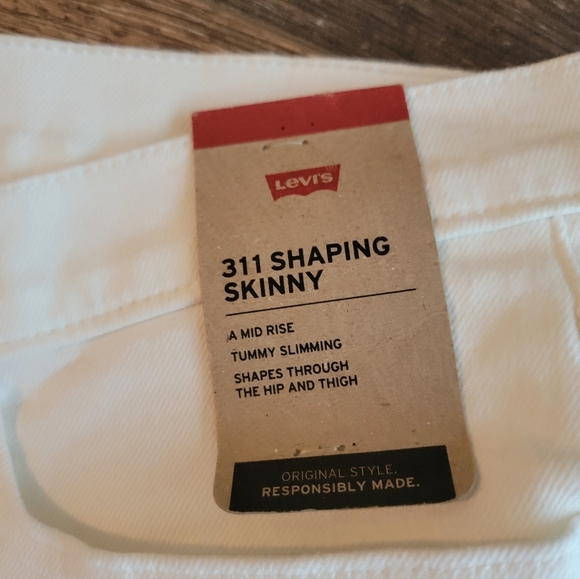 Levi's
311 SHAPING
SKINNY
A MID RISE
TUMMY SLIMMING
SHAPES THROUGH
THE HIP AND THIGH
ORIGINAL STYLE.
RESPONSIBLY MADE.